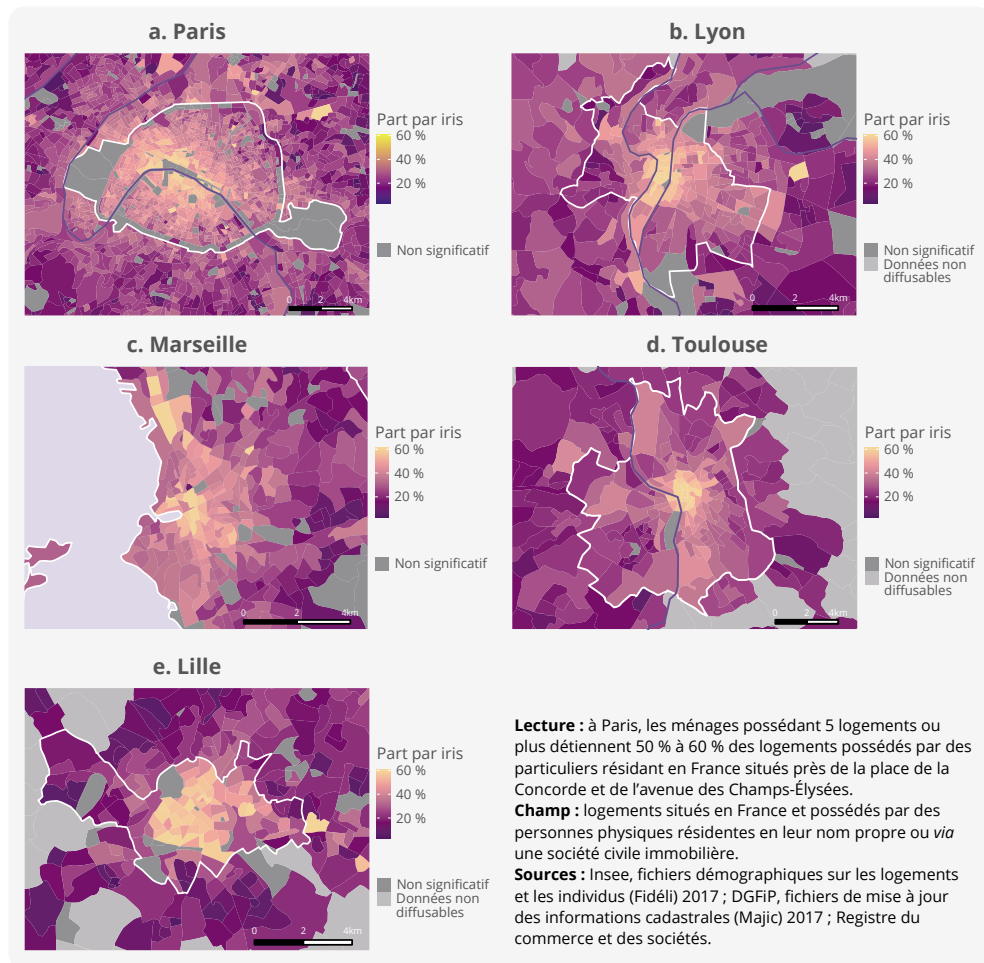 a. Paris
Part par iris
60 %
40 %
20 %
Non significatif
0 2 4km
b. Lyon
Part par iris
60 %
40 %
20 %
Non significatif
Données non
diffusables
0 2 4km
c. Marseille
Part par iris
60 %
40 %
20 %
Non significatif
0 2 4km
d. Toulouse
Part par iris
60 %
40 %
20 %
Non significatif
Données non
diffusables
0 2 4km
e. Lille
Part par iris
60 %
40 %
20 %
Non significatif
Données non
diffusables
0 2 4km
Lecture : à Paris, les ménages possédant 5 logements ou
plus détiennent 50 % à 60 % des logements possédés par des
particuliers résidant en France situés près de la place de la
Concorde et de l’avenue des Champs-Élysées.
Champ : logements situés en France et possédés par des
personnes physiques résidentes en leur nom propre ou via
une société civile immobilière.
Sources : Insee, fichiers démographiques sur les logements
et les individus (Fidéli) 2017 ; DGFiP, fichiers de mise à jour
des informations cadastrales (Majic) 2017 ; Registre du
commerce et des sociétés.